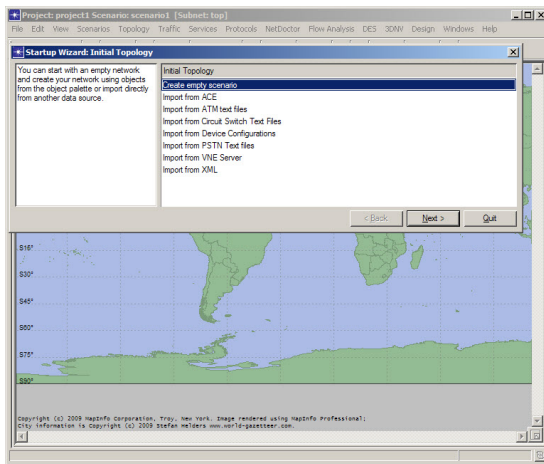 Project: project1 Scenario: scenario1 [Subnet: top]
File Edit View Scenarios Topology Traffic Services Protocols NetDoctor Flow Analysis DES 3DNV Design Windows Help
Startup Wizard: Initial Topology
You can start with an empty network
and create your network using objects
from the object palette or import directly
from another data source.
Initial Topology
Create empty scenario
Import from ACE
Import from ATM text files
Import from Circuit Switch Text Files
Import from Device Configurations
Import from PSTN Text files
Import from VNE Server
Import from XML
< Back Next > Quit
S15°
S30°
S45°
S60°
S75°
S90°
Copyright (c) 2009 MapInfo Corporation, Troy, New York. Image rendered using MapInfo Professional;
City information is Copyright (c) 2009 Stefan Helders www.world-gazetteer.com.